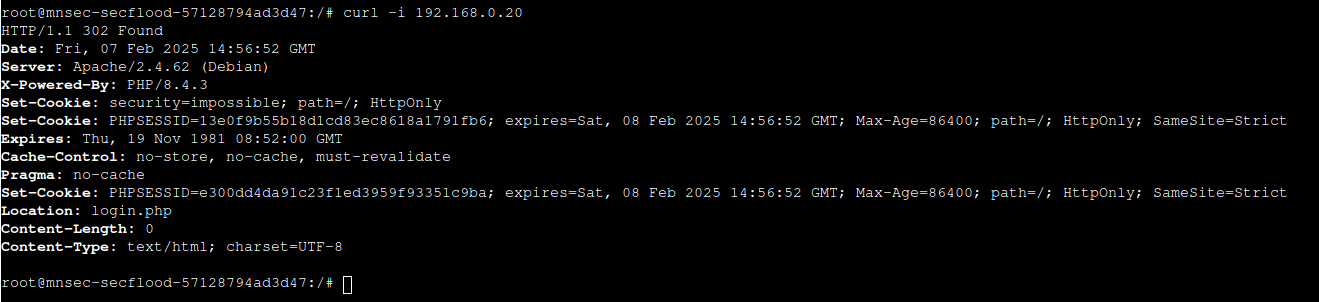 root@mnsec-secflood-57128794ad3d47:/# curl -i 192.168.0.20
HTTP/1.1 302 Found
Date: Fri, 07 Feb 2025 14:56:52 GMT
Server: Apache/2.4.62 (Debian)
X-Powered-By: PHP/8.4.3
Set-Cookie: security=impossible; path=/; HttpOnly
Set-Cookie: PHPSESSID=13e0f9b55b18d1cd83ec8618a1791fb6; expires=Sat, 08 Feb 2025 14:56:52 GMT; Max-Age=86400; path=/; HttpOnly; SameSite=Strict
Expires: Thu, 19 Nov 1981 08:52:00 GMT
Cache-Control: no-store, no-cache, must-revalidate
Pragma: no-cache
Set-Cookie: PHPSESSID=e300dd4da91c23f1ed3959f93351c9ba; expires=Sat, 08 Feb 2025 14:56:52 GMT; Max-Age=86400; path=/; HttpOnly; SameSite=Strict
Location: login.php
Content-Length: 0
Content-Type: text/html; charset=UTF-8
root@mnsec-secflood-57128794ad3d47:/#